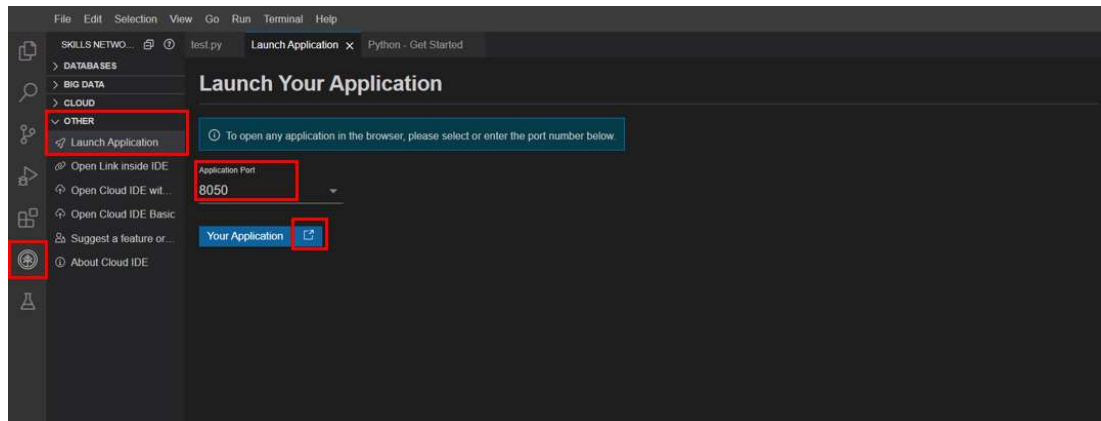 File Edit Selection View Go Run Terminal Help
SKILLS NETWO...
test.py Launch Application Python - Get Started
DATABASES
BIG DATA
CLOUD
OTHER
Launch Application
Open Link inside IDE
Open Cloud IDE wit...
Open Cloud IDE Basic
Suggest a feature or...
About Cloud IDE
Launch Your Application
To open any application in the browser, please select or enter the port number below.
Application Port
8050
Your Application